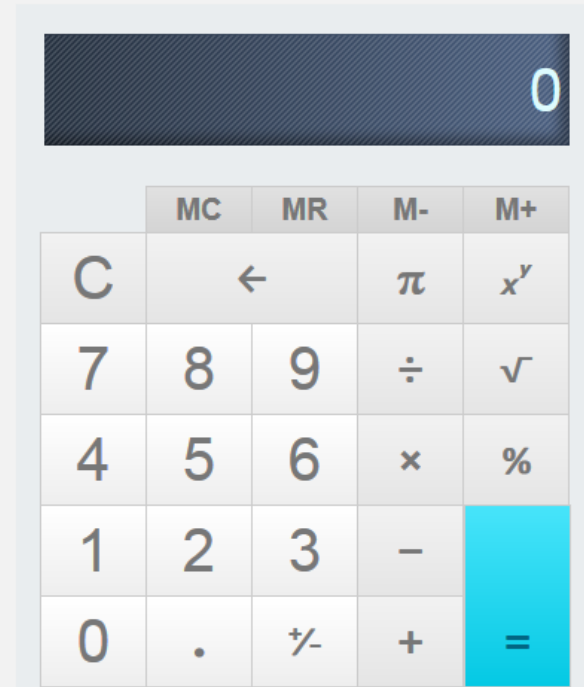 0
MC MR M- M+
C ← π xʸ
7 8 9 ÷ √
4 5 6 × %
1 2 3 −
0 . +/− + =